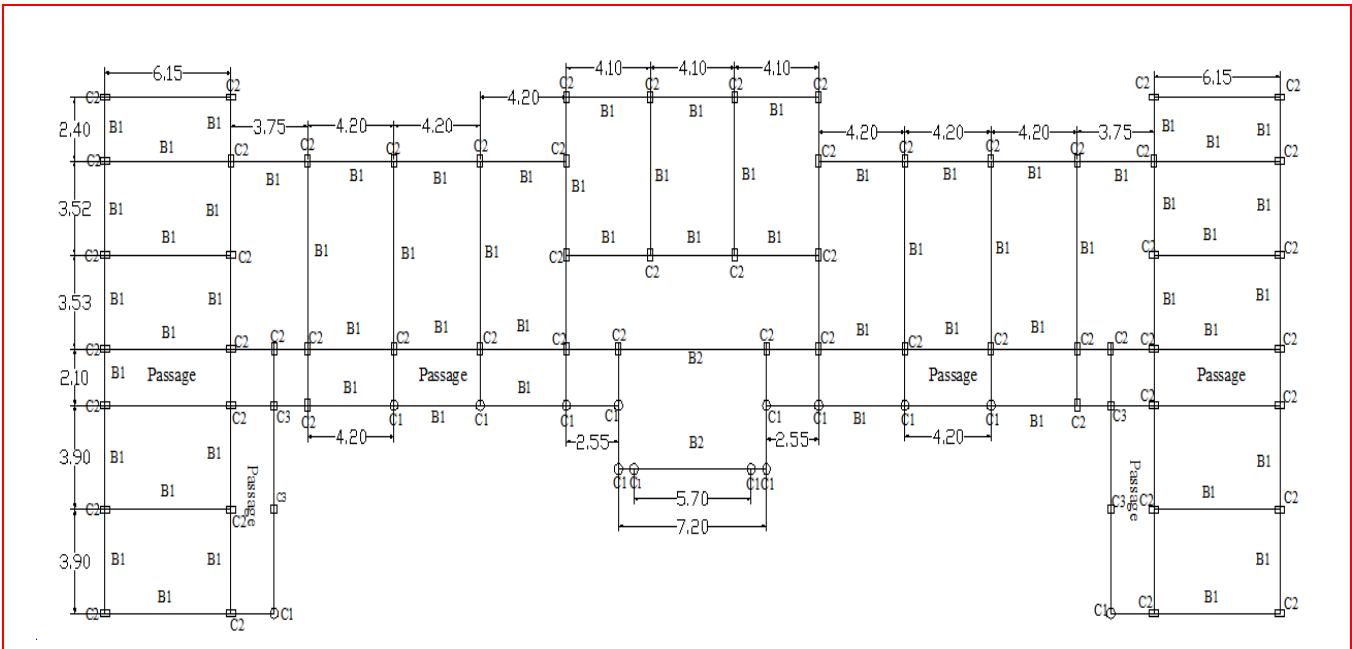 4.10 4.10 4.10
6.15 6.15
C2 C2 C2 C2 C2 C2 C2 C2
4.20
2.40 B1 B1 B1 B1 B1 B1 B1
3.75 4.20 4.20 4.20 4.20 4.20 3.75
B1 B1
C2 C2 C2 C2 C2 C2 C2 C2 C2 C2 C2 C2 C2 C2
B1 B1 B1 B1 B1 B1 B1 B1 B1 B1 B1
3.52 B1 B1 B1 B1
B1 B1 B1 B1 B1
C2 C2 C2 C2 C2 C2 C2 C2
B1 B1 B1 B1 B1 B1
3.53 B1 B1 B1 B1
B1 B1 B1 B1 B1 B1 B1 B1
C2 C2 C2 C2 C2 C2 C2 C2 C2 C2 C2 C2 C2 C2 C2 C2 C2
B2
2.10 B1 Passage Passage Passage Passage
B1 B1
C2 C2 C3 C2 C1 B1 C1 C1 C1 C1 C1 B1 C1 C1 B1 C2 C3 C2 C2
4.20 2.55 2.55 4.20
3.90 B1 B1 B2 B1
Passage Passage
C1 C1 C1 C1
B1 B1
5.70
C2 C2 C3 C3 C2 C2
7.20
3.90 B1 B1 B1
B1 B1
C2 C2 C1 C1 C2 C2